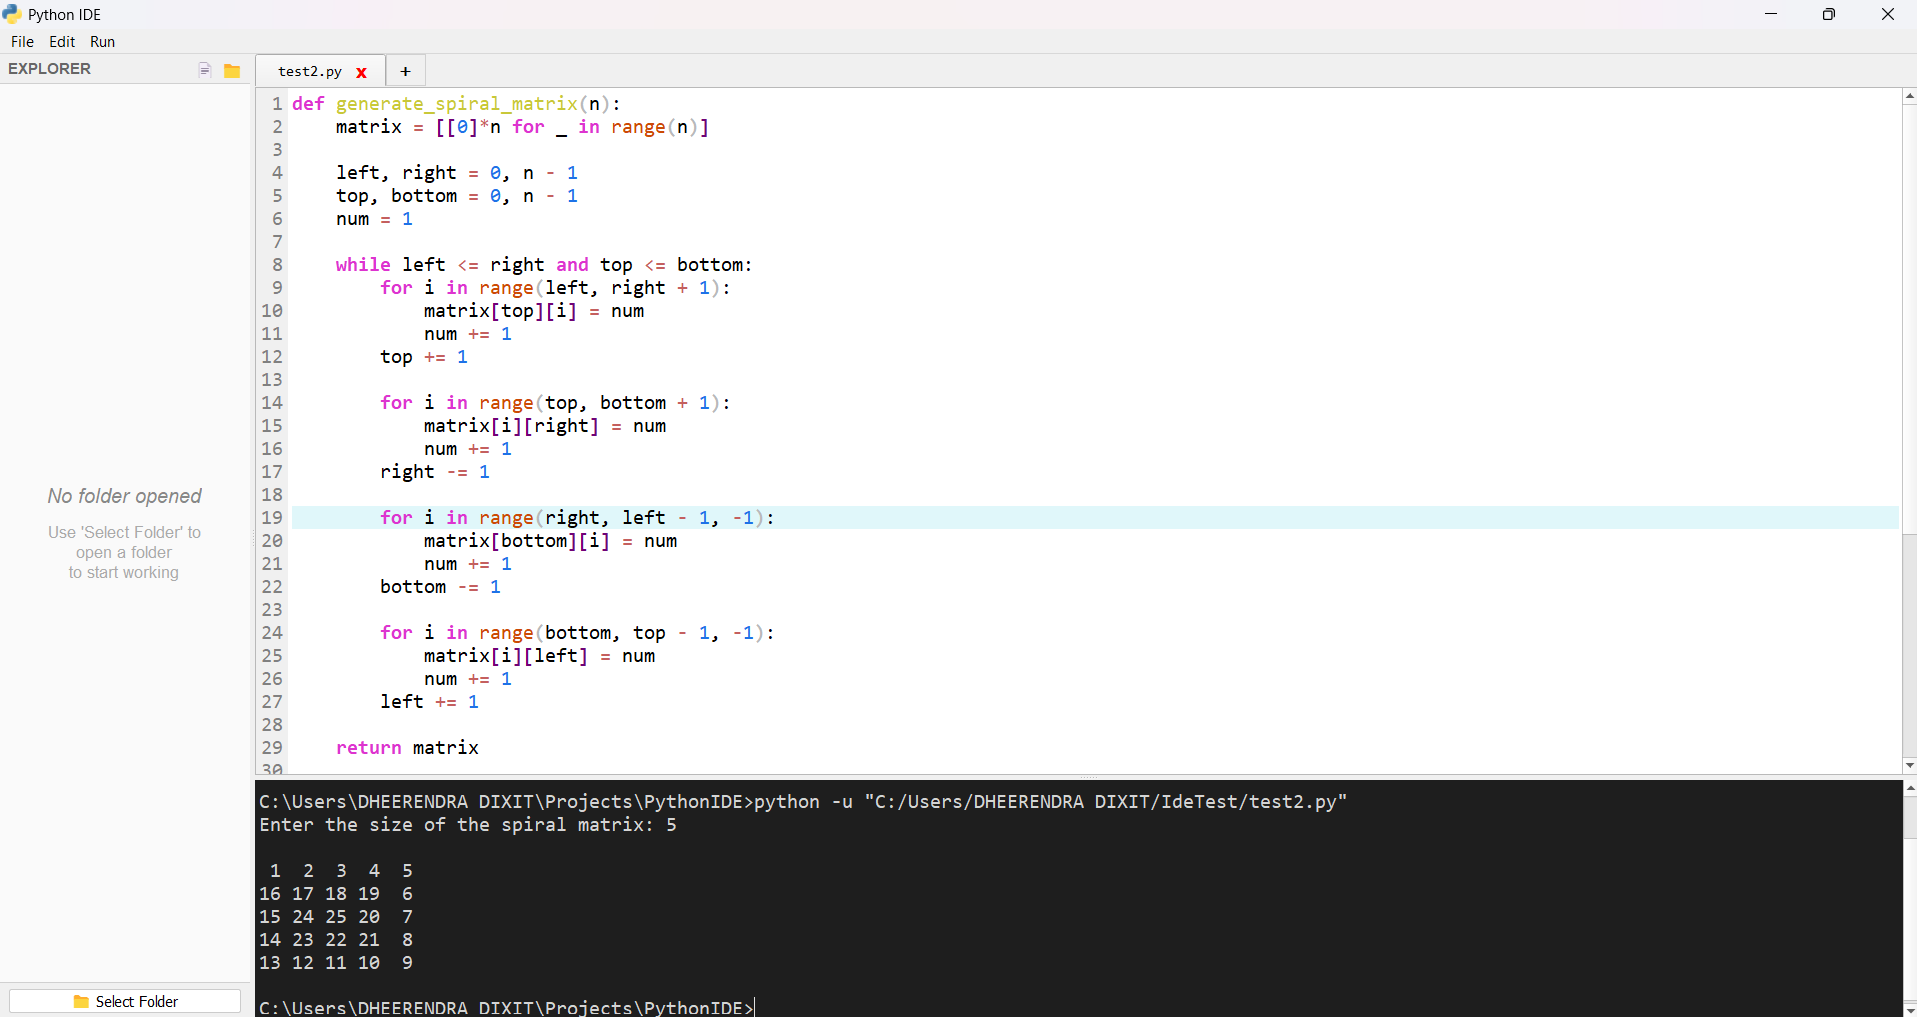 Python IDE
File Edit Run
EXPLORER
test2.py x +
1 def generate_spiral_matrix(n):
2     matrix = [[0]*n for _ in range(n)]
3
4     left, right = 0, n - 1
5     top, bottom = 0, n - 1
6     num = 1
7
8     while left <= right and top <= bottom:
9         for i in range(left, right + 1):
10             matrix[top][i] = num
11             num += 1
12         top += 1
13
14         for i in range(top, bottom + 1):
15             matrix[i][right] = num
16             num += 1
17         right -= 1
18
19         for i in range(right, left - 1, -1):
20             matrix[bottom][i] = num
21             num += 1
22         bottom -= 1
23
24         for i in range(bottom, top - 1, -1):
25             matrix[i][left] = num
26             num += 1
27         left += 1
28
29     return matrix
30
No folder opened
Use 'Select Folder' to
open a folder
to start working
Select Folder
C:\Users\DHEERENDRA DIXIT\Projects\PythonIDE>python -u "C:/Users/DHEERENDRA DIXIT/IdeTest/test2.py"
Enter the size of the spiral matrix: 5
 1  2  3  4  5
16 17 18 19  6
15 24 25 20  7
14 23 22 21  8
13 12 11 10  9
C:\Users\DHEERENDRA DIXIT\Projects\PythonIDE>